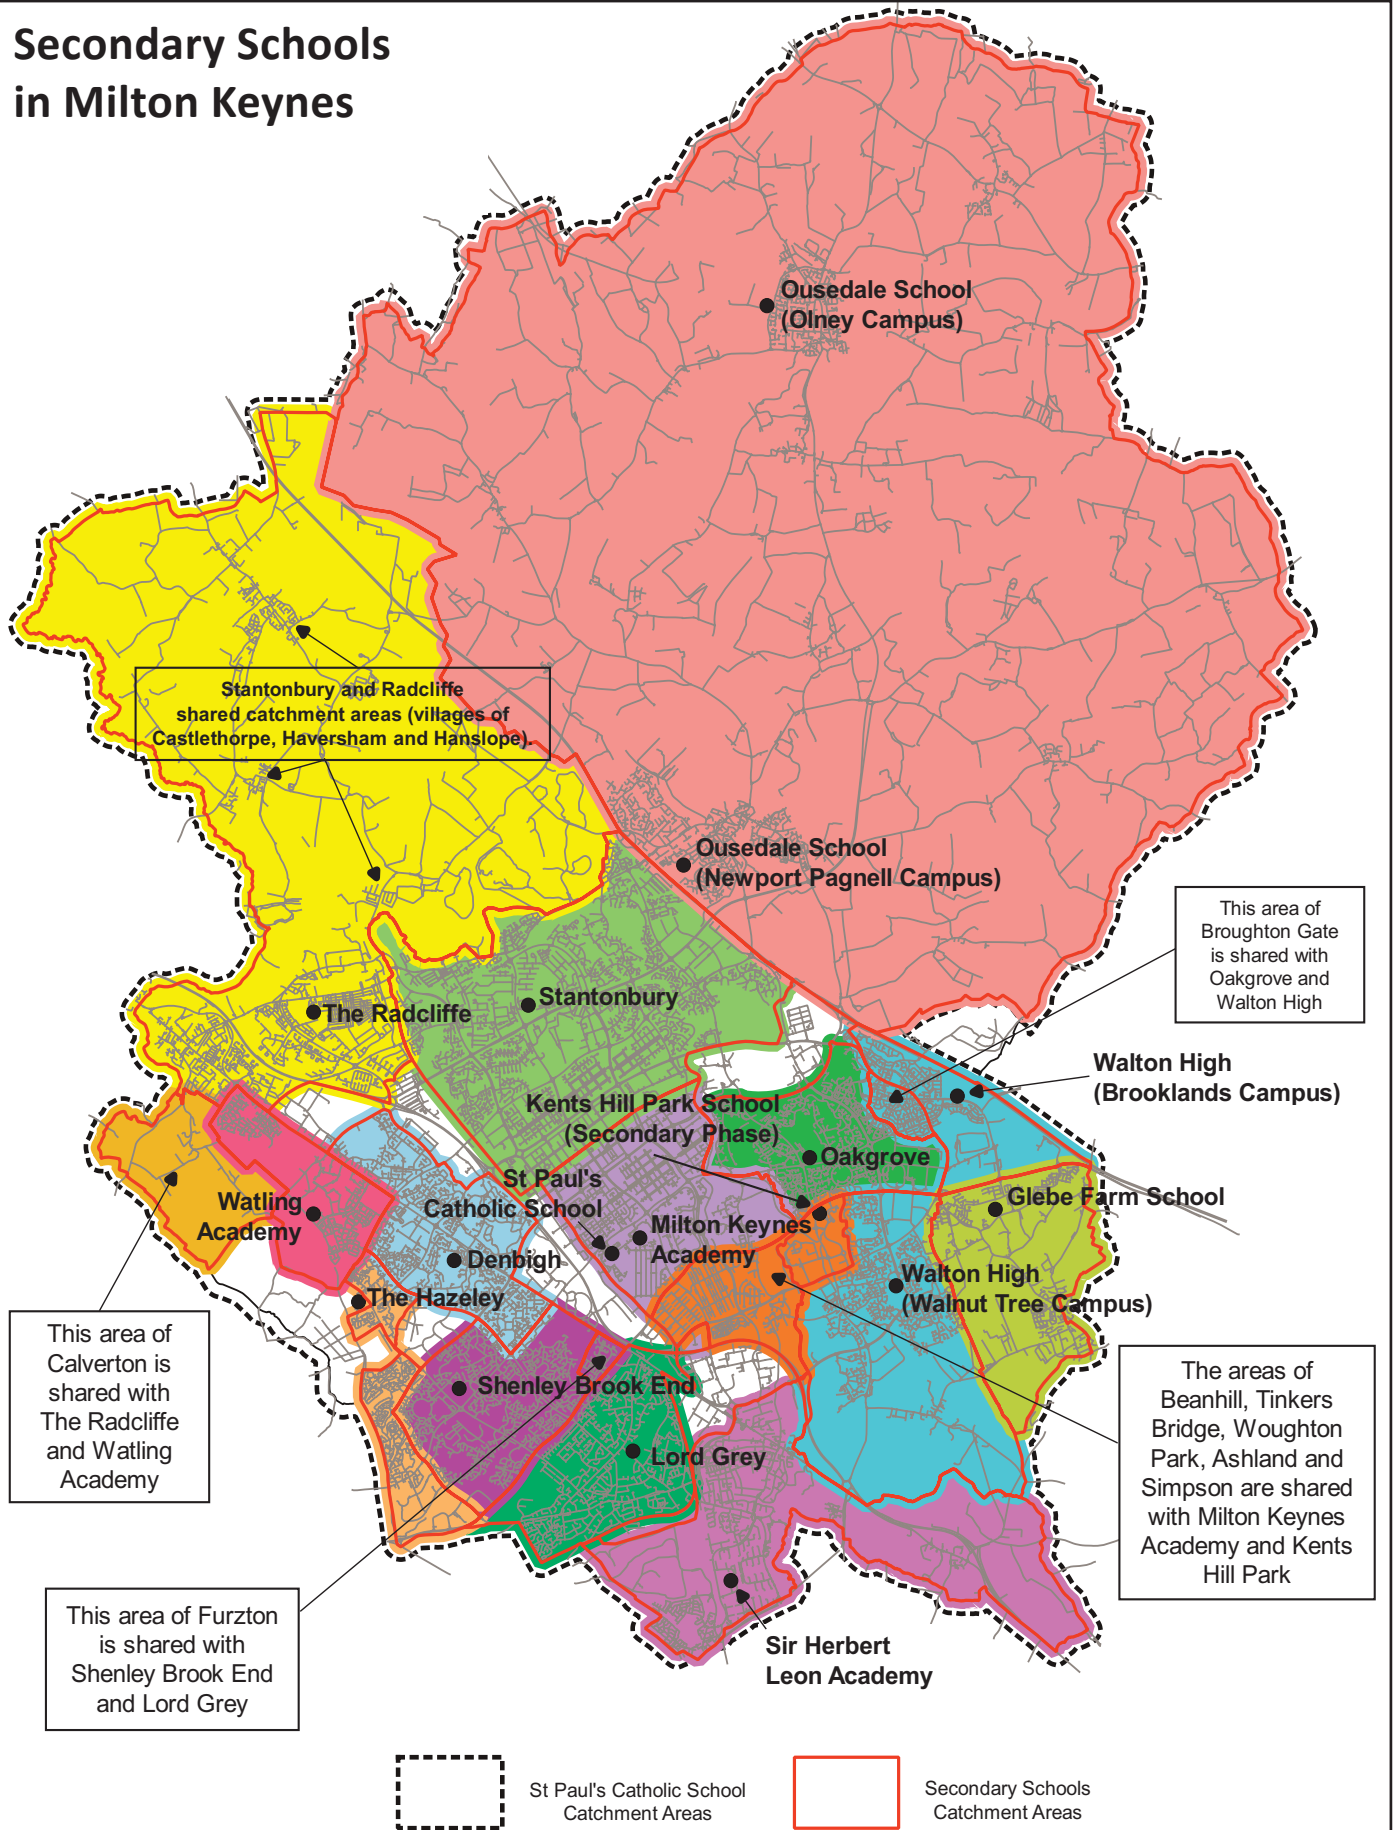 Secondary Schools
in Milton Keynes
Ousedale School
(Olney Campus)
Stantonbury and Radcliffe
shared catchment areas (villages of
Castlethorpe, Haversham and Hanslope).
Ousedale School
(Newport Pagnell Campus)
This area of
Broughton Gate
is shared with
Oakgrove and
Walton High
Stantonbury
The Radcliffe
Walton High
(Brooklands Campus)
Kents Hill Park School
(Secondary Phase)
Oakgrove
St Paul's
Catholic School
Glebe Farm School
Watling
Academy
Milton Keynes
Academy
Denbigh
Walton High
(Walnut Tree Campus)
The Hazeley
This area of
Calverton is
shared with
The Radcliffe
and Watling
Academy
Shenley Brook End
The areas of
Beanhill, Tinkers
Bridge, Woughton
Park, Ashland and
Simpson are shared
with Milton Keynes
Academy and Kents
Hill Park
Lord Grey
This area of Furzton
is shared with
Shenley Brook End
and Lord Grey
Sir Herbert
Leon Academy
St Paul's Catholic School
Catchment Areas
Secondary Schools
Catchment Areas